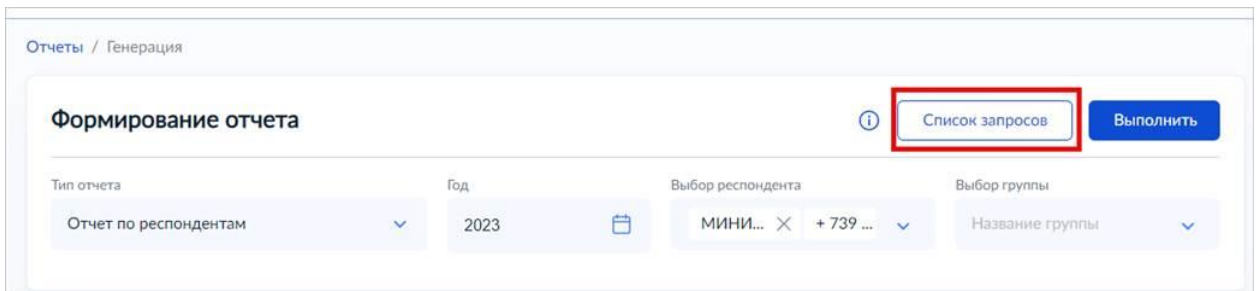 Отчеты / Генерация
Формирование отчета
Список запросов
Выполнить
Тип отчета
Год
Выбор респондента
Выбор группы
Отчет по респондентам
2023
МИНИ...
+ 739 ...
Название группы